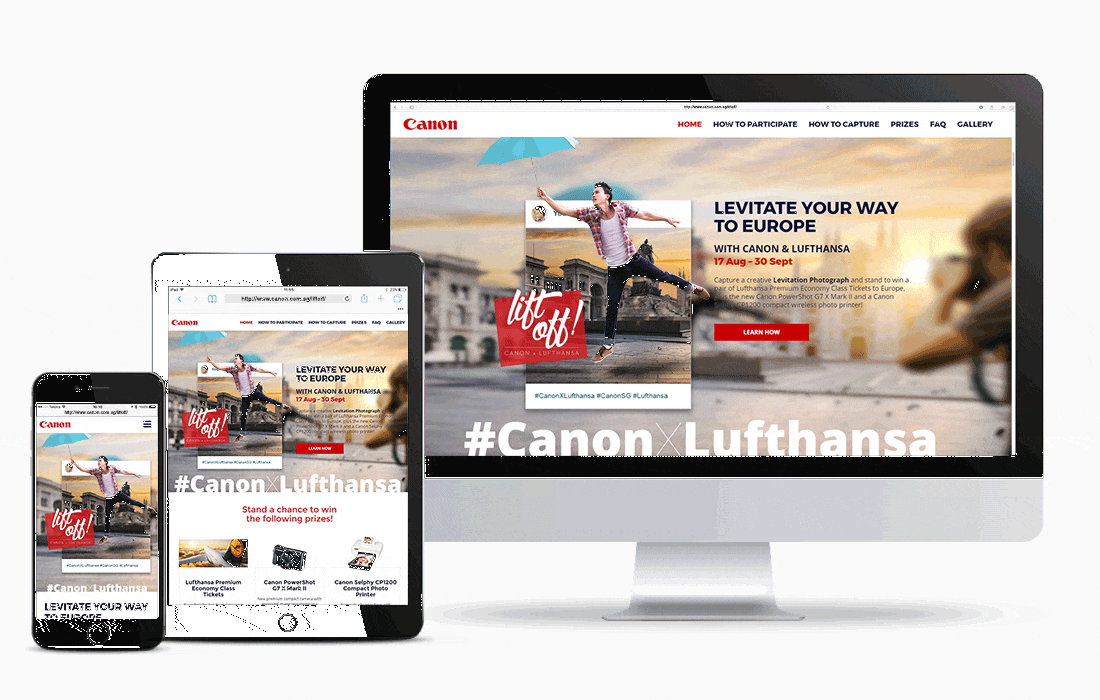 http://www.canon.com.sg/liftoff/
Canon
HOME HOW TO PARTICIPATE HOW TO CAPTURE PRIZES FAQ GALLERY
LEVITATE YOUR WAY
TO EUROPE
WITH CANON & LUFTHANSA
17 Aug – 30 Sept
Capture a creative Levitation Photograph and stand to win a
pair of Lufthansa Premium Economy Class Tickets to Europe,
the new Canon PowerShot G7 X Mark II and a Canon
CP1200 compact wireless photo printer!
LEARN HOW
lift
off!
CANON × LUFTHANSA
#CanonXLufthansa #CanonSG #Lufthansa
#CanonXLufthansa
iPad
http://www.canon.com.sg/liftoff/
Canon
HOME HOW TO PARTICIPATE HOW TO CAPTURE PRIZES FAQ GALLERY
LEVITATE YOUR WAY
TO EUROPE
WITH CANON & LUFTHANSA
17 Aug – 30 Sept
Capture a creative Levitation Photograph
LEARN HOW
lift
off!
CANON × LUFTHANSA
#CanonXLufthansa #CanonSG #Lufthansa
#CanonXLufthansa
Stand a chance to win
the following prizes!
Lufthansa Premium
Economy Class
Tickets
Canon PowerShot
G7 X Mark II
New premium compact camera with
Canon Selphy CP1200
Compact Photo
Printer
http://www.canon.com.sg/liftoff/
Canon
lift
off!
CANON × LUFTHANSA
#CanonXLufthansa #CanonSG #Lufthansa
#Canon Lufthansa
LEVITATE YOUR WAY
TO EUROPE